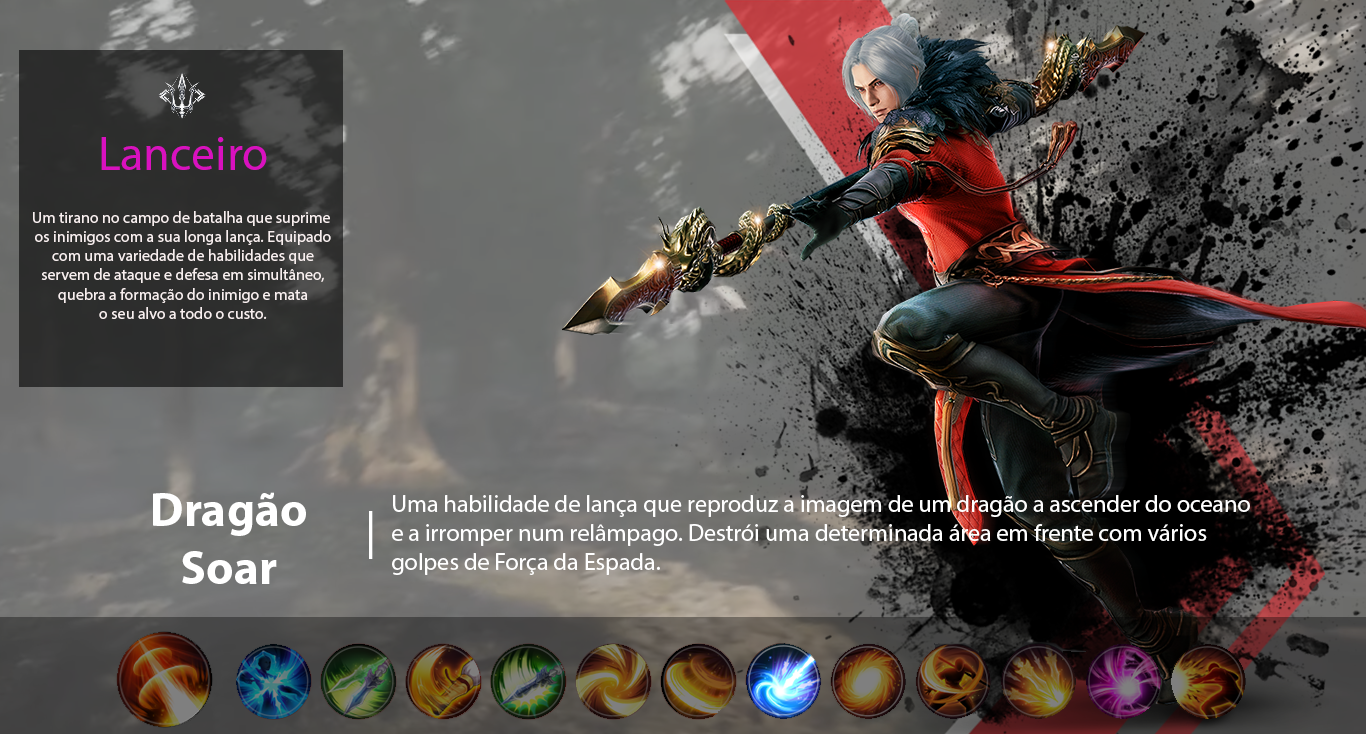 Lanceiro
Um tirano no campo de batalha que suprime
os inimigos com a sua longa lança. Equipado
com uma variedade de habilidades que
servem de ataque e defesa em simultâneo,
quebra a formação do inimigo e mata
o seu alvo a todo o custo.
Dragão
Soar
Uma habilidade de lança que reproduz a imagem de um dragão a ascender do oceano
e a irromper num relâmpago. Destrói uma determinada área em frente com vários
golpes de Força da Espada.